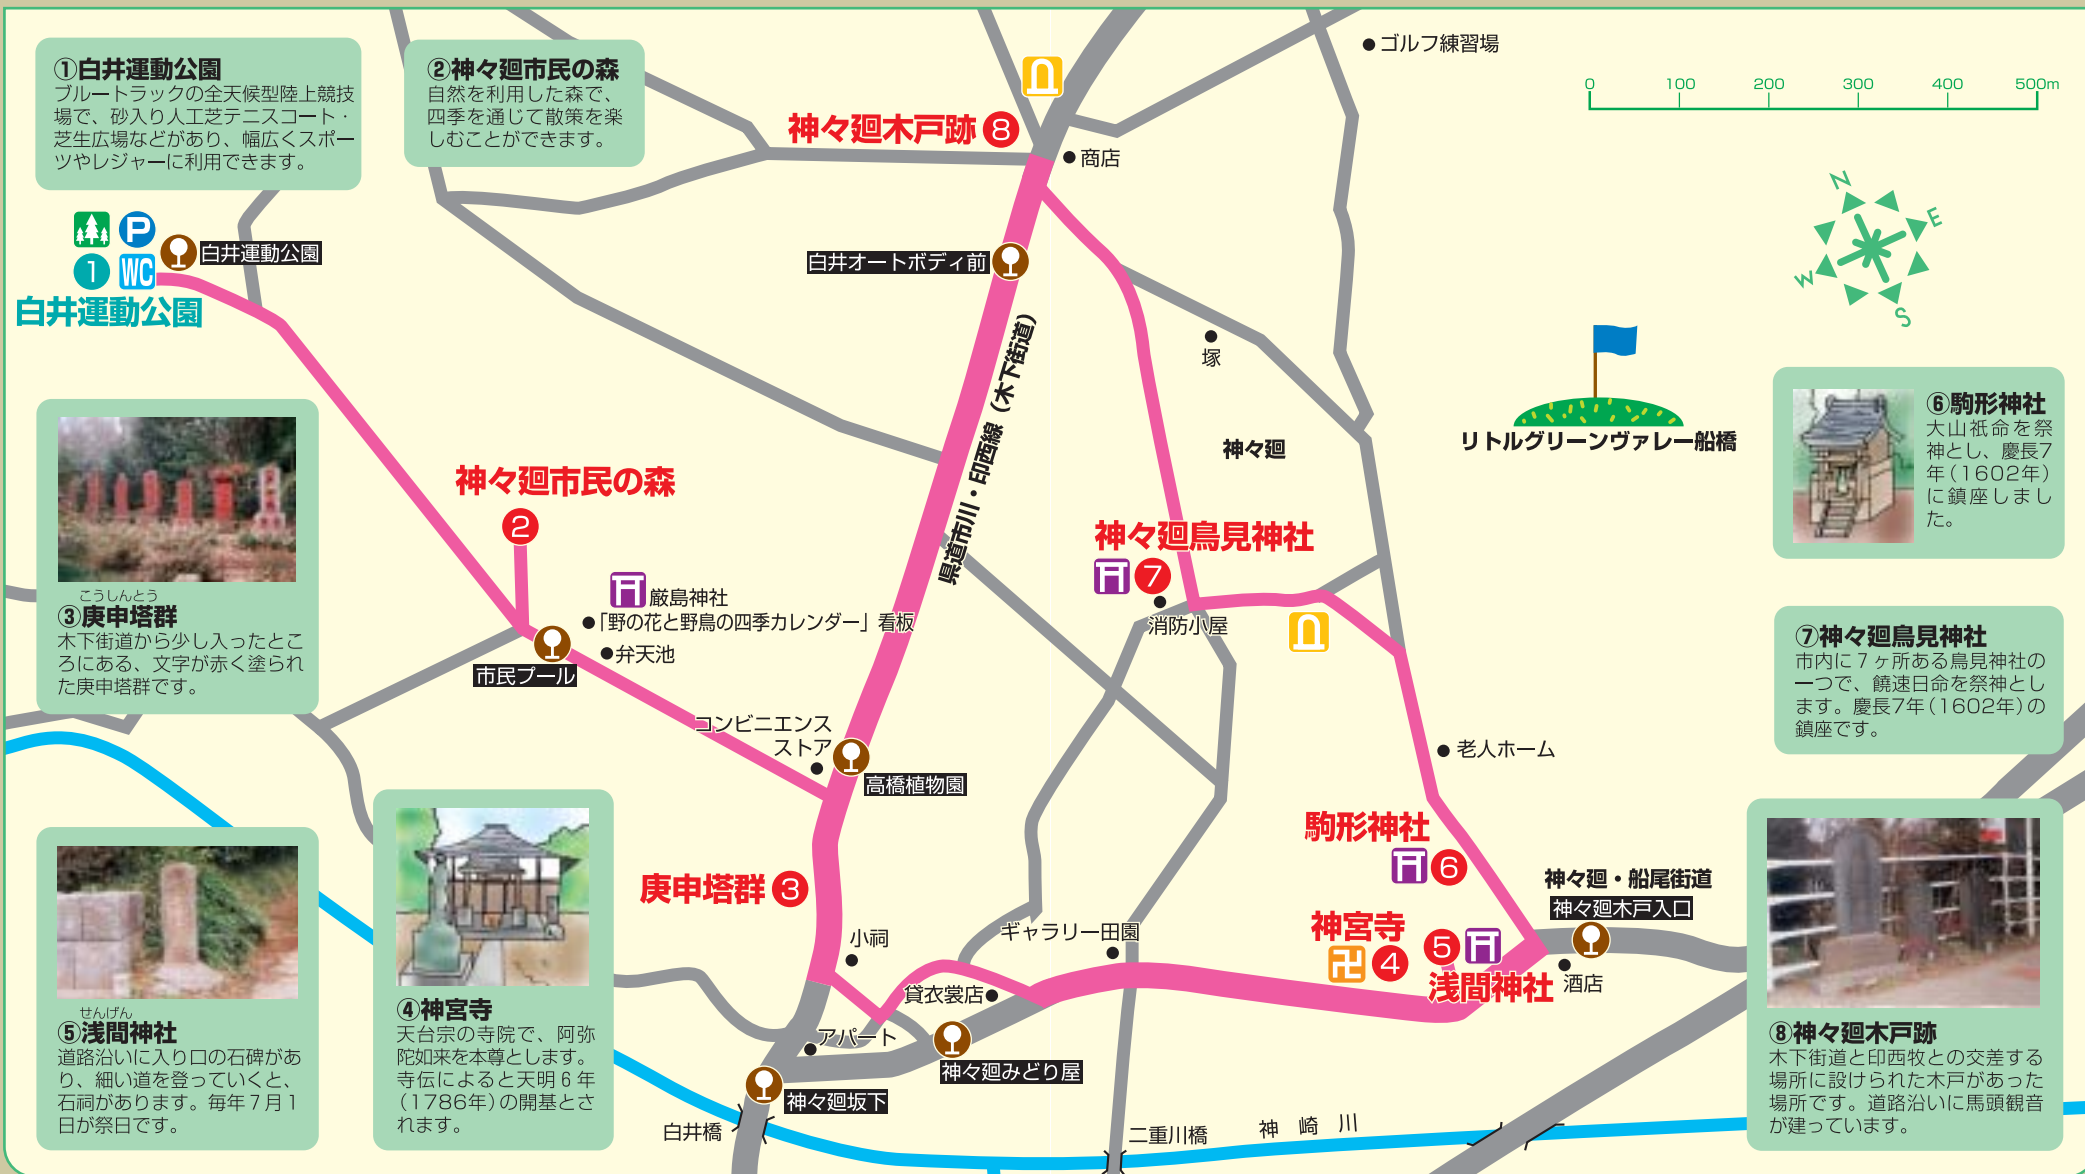 ①白井運動公園
ブルートラックの全天候型陸上競技
場で、砂入り人工芝テニスコート・
芝生広場などがあり、幅広くスポー
ツやレジャーに利用できます。
②神々廻市民の森
自然を利用した森で、
四季を通じて散策を楽
しむことができます。
神々廻木戸跡 8
商店
ゴルフ練習場
0 100 200 300 400 500m
N
E
W
S
P
1
WC
白井運動公園
白井運動公園
白井オートボディ前
県道市川・印西線（木下街道）
塚
神々廻
リトルグリーンヴァレー船橋
⑥駒形神社
大山祇命を祭
神とし、慶長7
年（1602年）
に鎮座しまし
た。
こうしんとう
③庚申塔群
木下街道から少し入ったとこ
ろにある、文字が赤く塗られ
た庚申塔群です。
神々廻市民の森
2
厳島神社
「野の花と野鳥の四季カレンダー」看板
弁天池
市民プール
神々廻鳥見神社
7
消防小屋
⑦神々廻鳥見神社
市内に７ヶ所ある鳥見神社の
一つで、饒速日命を祭神とし
ます。慶長7年（1602年）の
鎮座です。
コンビニエンス
ストア
高橋植物園
老人ホーム
駒形神社
6
庚申塔群 3
小祠
ギャラリー田園
神宮寺
4
5
浅間神社
神々廻・船尾街道
神々廻木戸入口
酒店
せんげん
⑤浅間神社
道路沿いに入り口の石碑があ
り、細い道を登っていくと、
石祠があります。毎年７月１
日が祭日です。
④神宮寺
天台宗の寺院で、阿弥
陀如来を本尊とします。
寺伝によると天明６年
（1786年）の開基とさ
れます。
貸衣裳店
アパート
神々廻みどり屋
神々廻坂下
白井橋
二重川橋
神崎川
⑧神々廻木戸跡
木下街道と印西牧との交差する
場所に設けられた木戸があった
場所です。道路沿いに馬頭観音
が建っています。